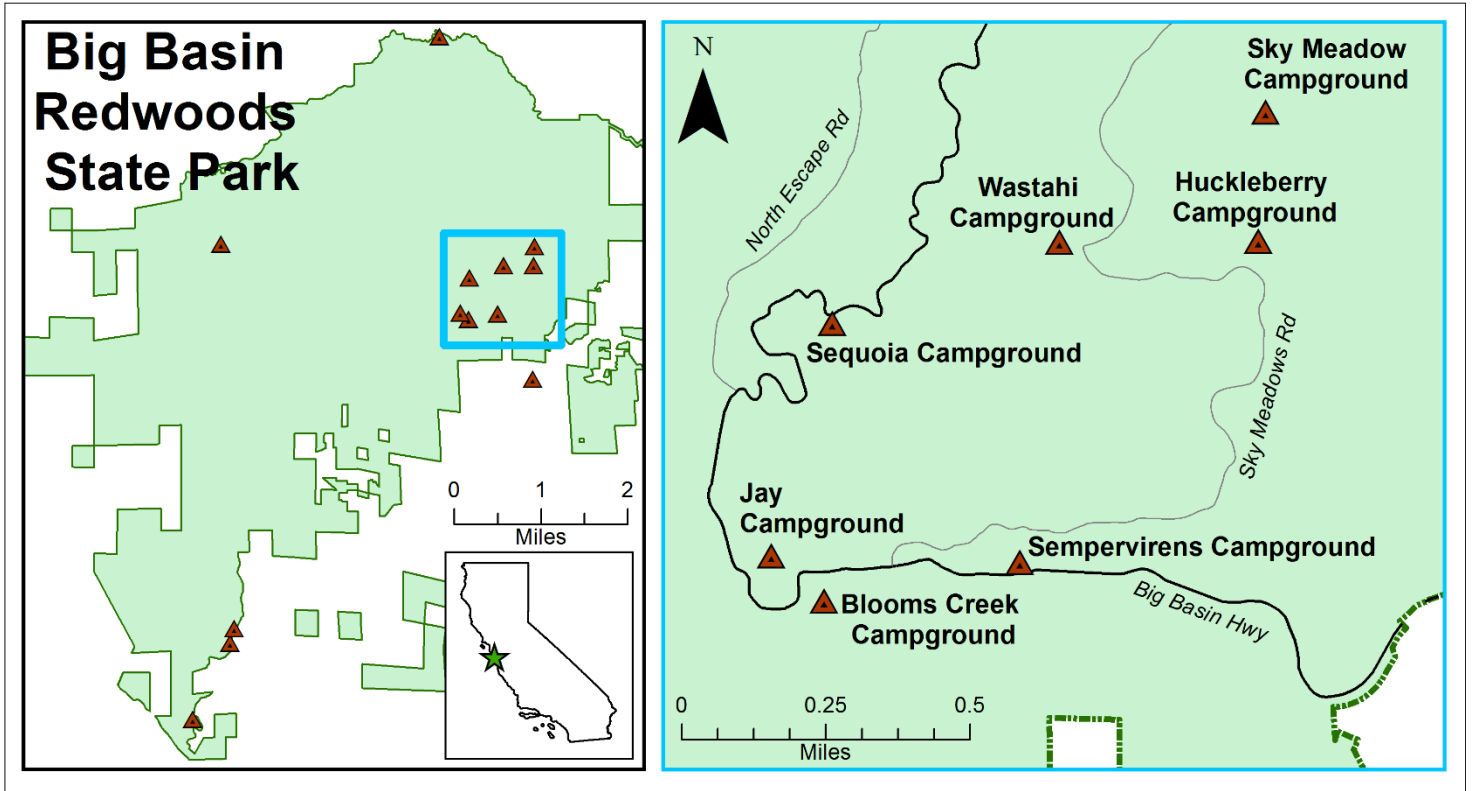 Big Basin
Redwoods
State Park
0 1 2
Miles
N
North Escape Rd
Sky Meadow
Campground
Wastahi
Campground
Huckleberry
Campground
Sequoia Campground
Sky Meadows Rd
Jay
Campground
Sempervirens Campground
Blooms Creek
Campground
Big Basin Hwy
0 0.25 0.5
Miles